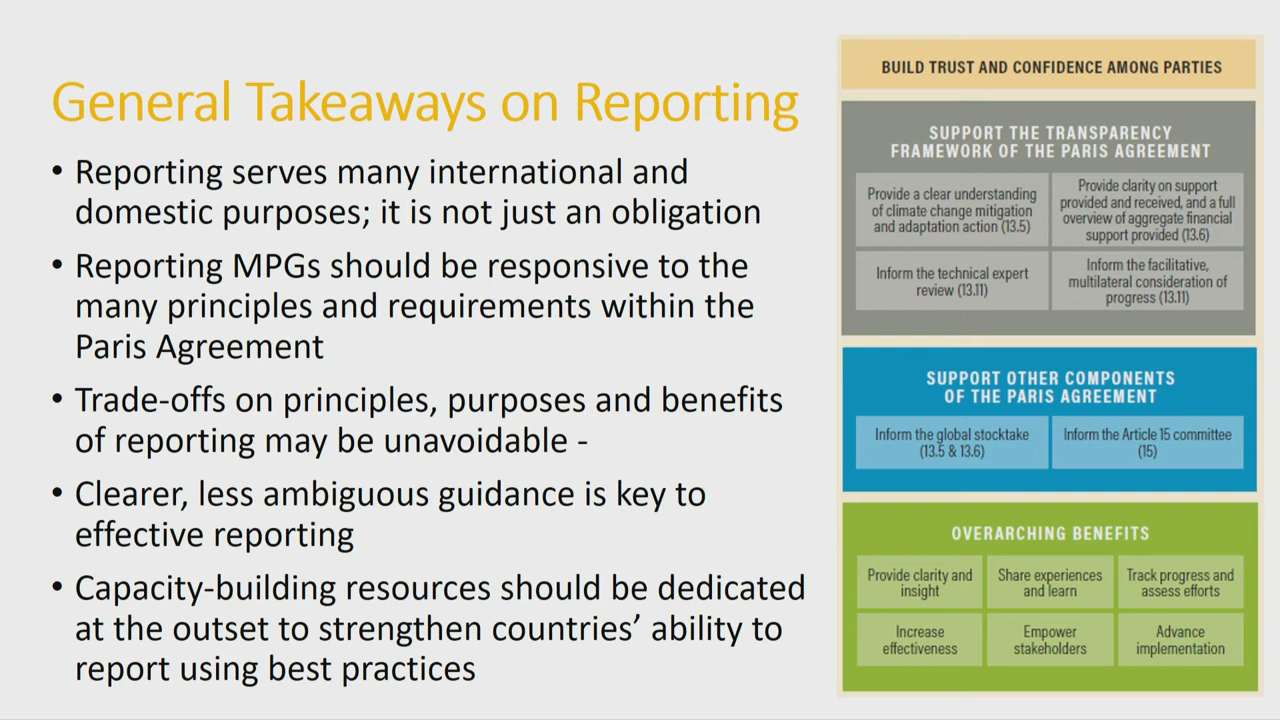 General Takeaways on Reporting
• Reporting serves many international and
domestic purposes; it is not just an obligation
• Reporting MPGs should be responsive to the
many principles and requirements within the
Paris Agreement
• Trade-offs on principles, purposes and benefits
of reporting may be unavoidable -
• Clearer, less ambiguous guidance is key to
effective reporting
• Capacity-building resources should be dedicated
at the outset to strengthen countries’ ability to
report using best practices
BUILD TRUST AND CONFIDENCE AMONG PARTIES
SUPPORT THE TRANSPARENCY
FRAMEWORK OF THE PARIS AGREEMENT
Provide a clear understanding
of climate change mitigation
and adaptation action (13.5)
Provide clarity on support
provided and received, and a full
overview of aggregate financial
support provided (13.6)
Inform the technical expert
review (13.11)
Inform the facilitative,
multilateral consideration of
progress (13.11)
SUPPORT OTHER COMPONENTS
OF THE PARIS AGREEMENT
Inform the global stocktake
(13.5 & 13.6)
Inform the Article 15 committee
(15)
OVERARCHING BENEFITS
Provide clarity and
insight
Share experiences
and learn
Track progress and
assess efforts
Increase
effectiveness
Empower
stakeholders
Advance
implementation